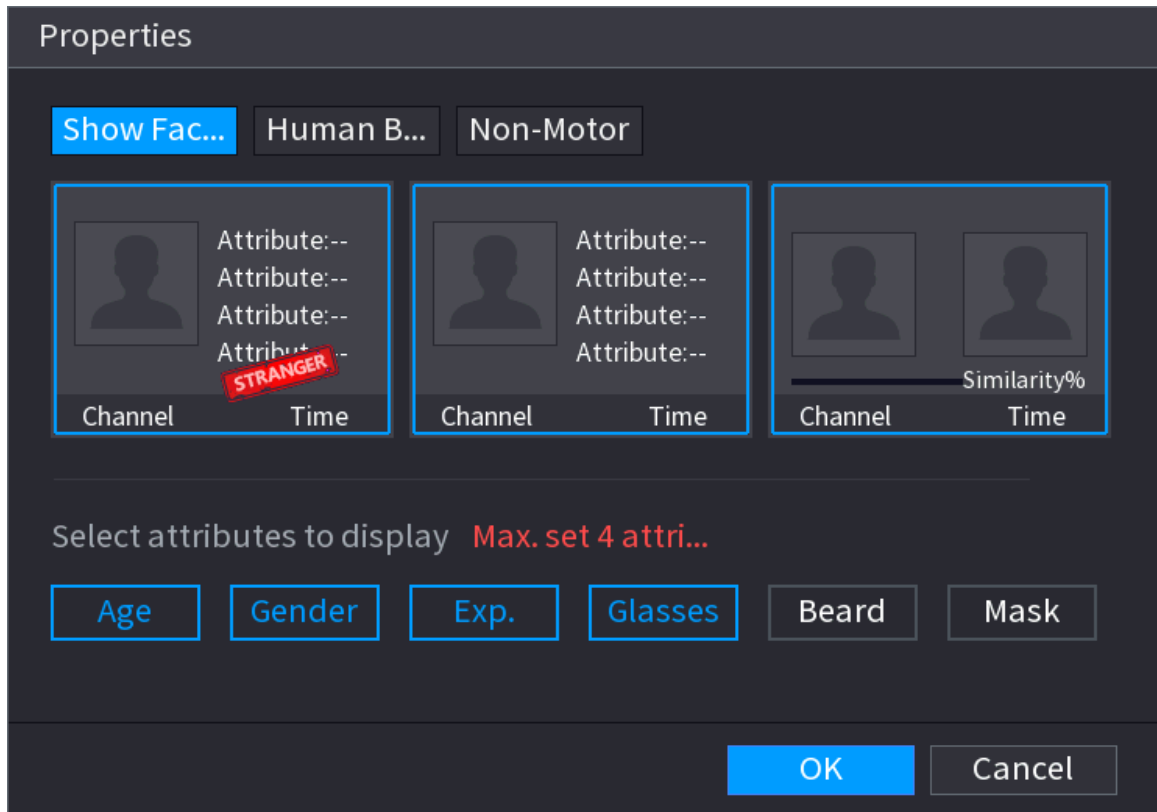 Properties
Show Fac... Human B... Non-Motor
Attribute:-- Attribute:--
Attribute:-- Attribute:--
Attribute:-- Attribute:--
Attribute:--
STRANGER Similarity%
Channel Time Channel Time Channel Time
Select attributes to display Max. set 4 attri...
Age Gender Exp. Glasses Beard Mask
OK Cancel